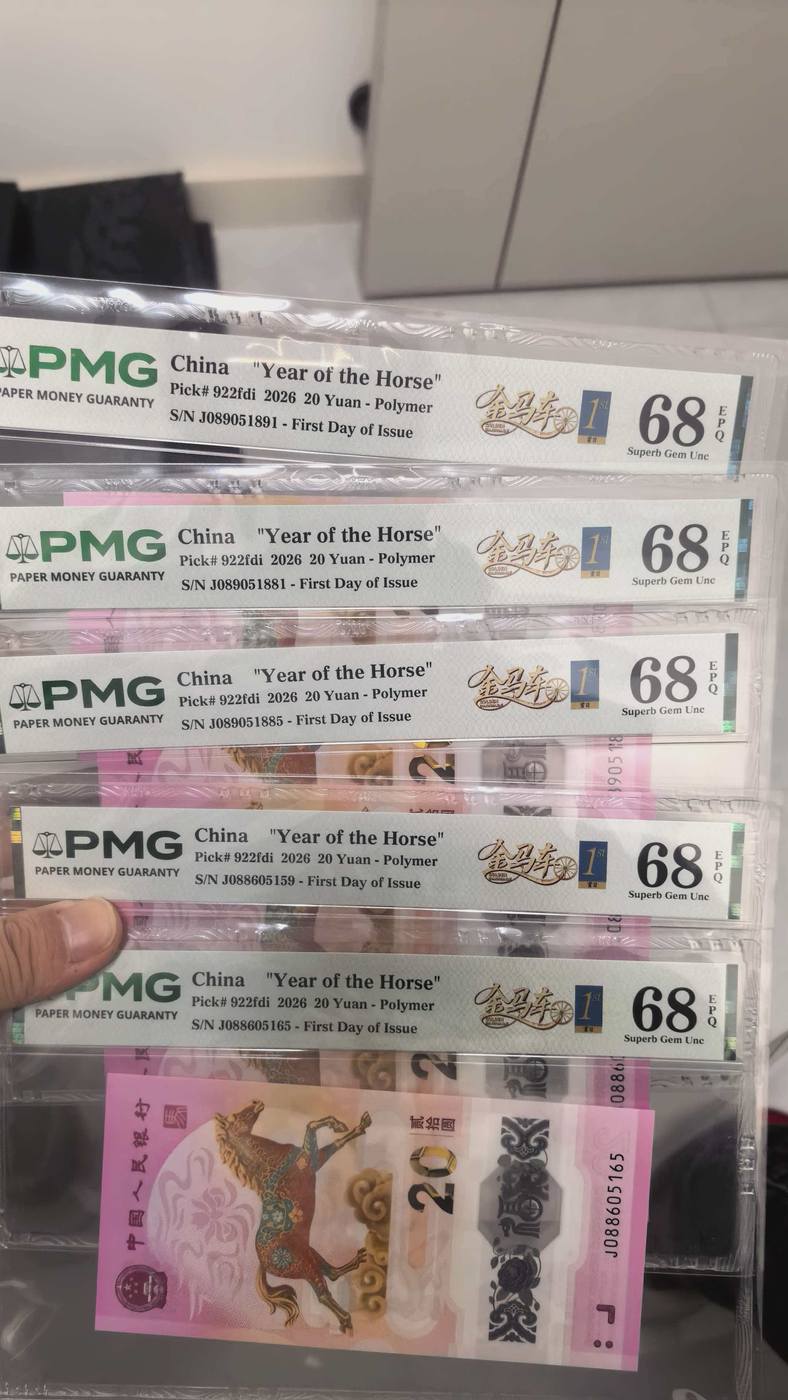 PMG
PAPER MONEY GUARANTY
China "Year of the Horse"
Pick# 922fdi 2026 20 Yuan - Polymer
S/N J089051891 - First Day of Issue
金马车
1ST
68
EPQ
Superb Gem Unc
PMG
PAPER MONEY GUARANTY
China "Year of the Horse"
Pick# 922fdi 2026 20 Yuan - Polymer
S/N J089051881 - First Day of Issue
金马车
1ST
68
EPQ
Superb Gem Unc
PMG
PAPER MONEY GUARANTY
China "Year of the Horse"
Pick# 922fdi 2026 20 Yuan - Polymer
S/N J089051885 - First Day of Issue
金马车
1ST
68
EPQ
Superb Gem Unc
PMG
PAPER MONEY GUARANTY
China "Year of the Horse"
Pick# 922fdi 2026 20 Yuan - Polymer
S/N J088605159 - First Day of Issue
金马车
1ST
68
EPQ
Superb Gem Unc
PMG
PAPER MONEY GUARANTY
China "Year of the Horse"
Pick# 922fdi 2026 20 Yuan - Polymer
S/N J088605165 - First Day of Issue
金马车
1ST
68
EPQ
Superb Gem Unc
中国人民银行
20
贰拾圆
J088605165